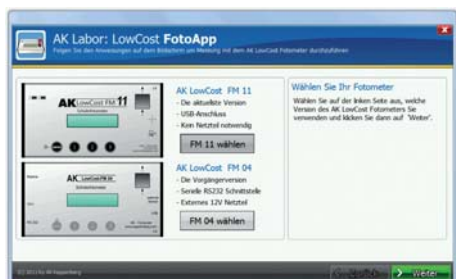 AK Labor: LowCost FotoApp
Folgen Sie den Anweisungen auf dem Bildschirm um Messung mit dem AK LowCost Fotometer durchzuführen
AK LowCost FM 11
AK LowCost FM 11
- Die aktuellste Version
- USB-Anschluss
- Kein Netzteil notwendig
FM 11 wählen
AK LowCost FM 04
AK LowCost FM 04
- Die Vorgängerversion
- Serielle RS232 Schnittstelle
- Externes 12V Netzteil
FM 04 wählen
Wählen Sie Ihr Fotometer
Wählen Sie auf der linken Seite aus, welche
Version des AK LowCost Fotometers Sie
verwenden und klicken Sie dann auf 'Weiter'.
Weiter